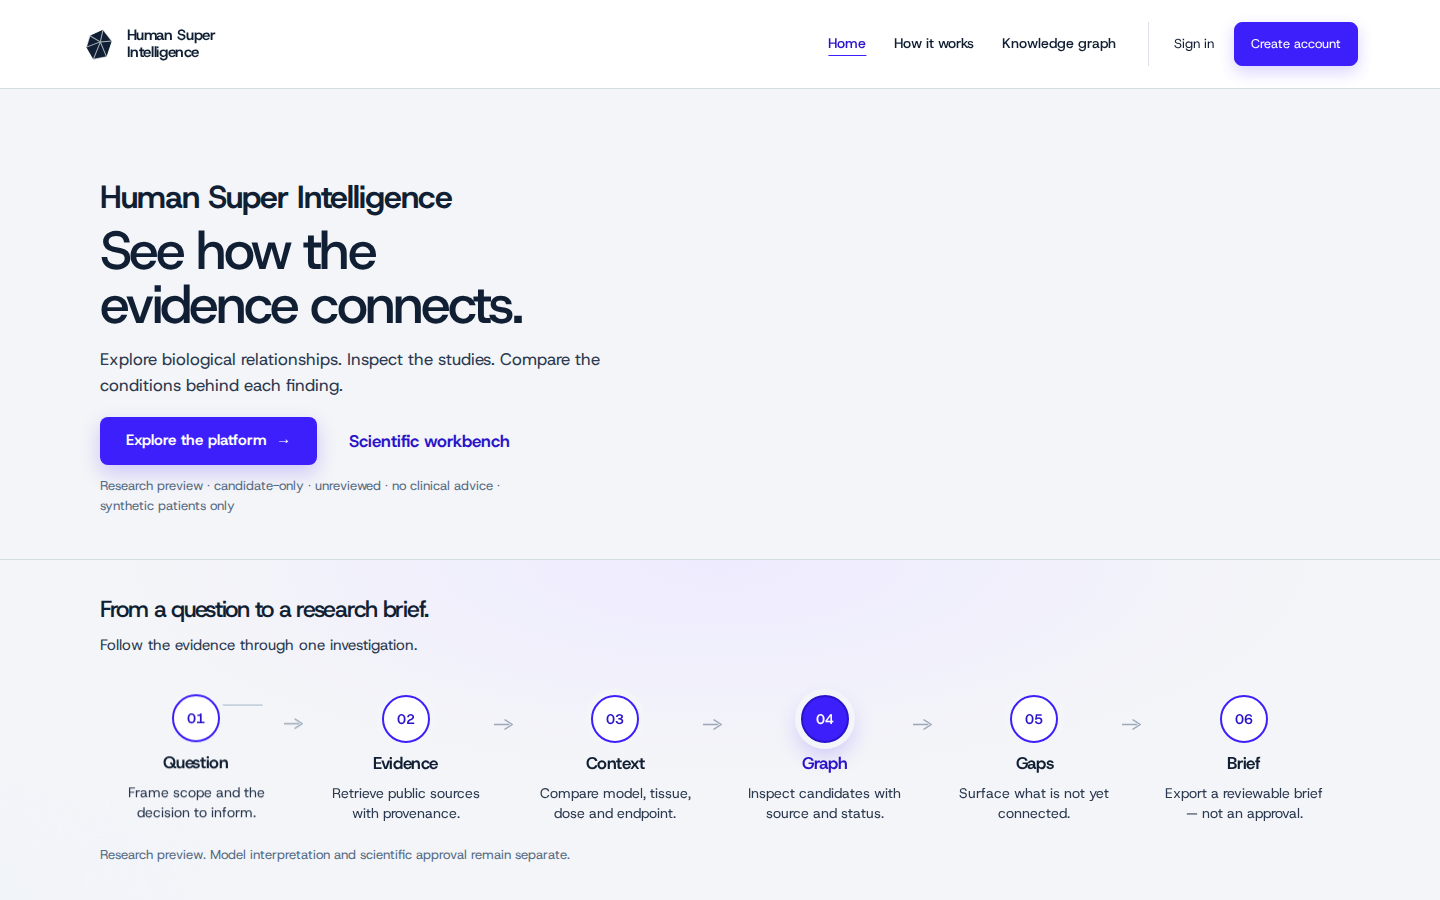 Human Super
Intelligence
Home
How it works
Knowledge graph
Sign in
Create account
Human Super Intelligence
See how the
evidence connects.
Explore biological relationships. Inspect the studies. Compare the
conditions behind each finding.
Explore the platform →
Scientific workbench
Research preview · candidate-only · unreviewed · no clinical advice ·
synthetic patients only
From a question to a research brief.
Follow the evidence through one investigation.
01
Question
Frame scope and the
decision to inform.
02
Evidence
Retrieve public sources
with provenance.
03
Context
Compare model, tissue,
dose and endpoint.
04
Graph
Inspect candidates with
source and status.
05
Gaps
Surface what is not yet
connected.
06
Brief
Export a reviewable brief
— not an approval.
Research preview. Model interpretation and scientific approval remain separate.